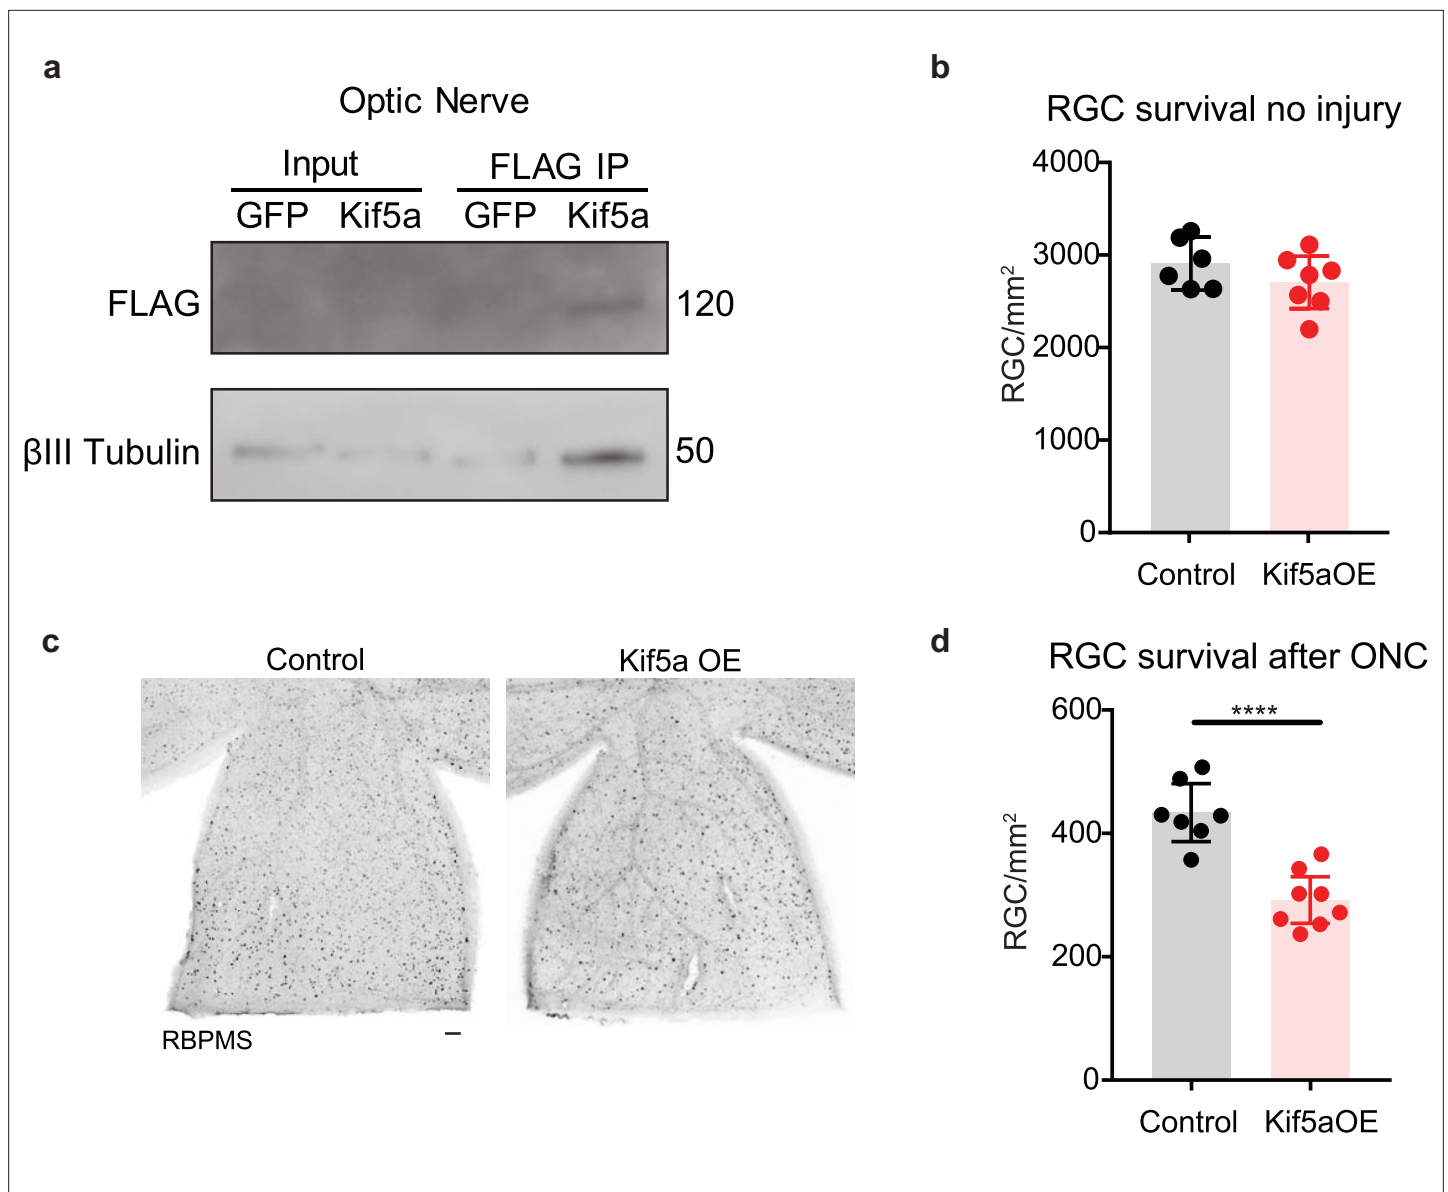 a
Optic Nerve
Input
FLAG IP
GFP Kif5a GFP Kif5a
FLAG
120
βIII Tubulin
50
b
RGC survival no injury
4000
3000
2000
1000
0
RGC/mm²
Control Kif5aOE
c
Control
Kif5a OE
RBPMS
d
RGC survival after ONC
600
****
400
200
0
RGC/mm²
Control Kif5aOE